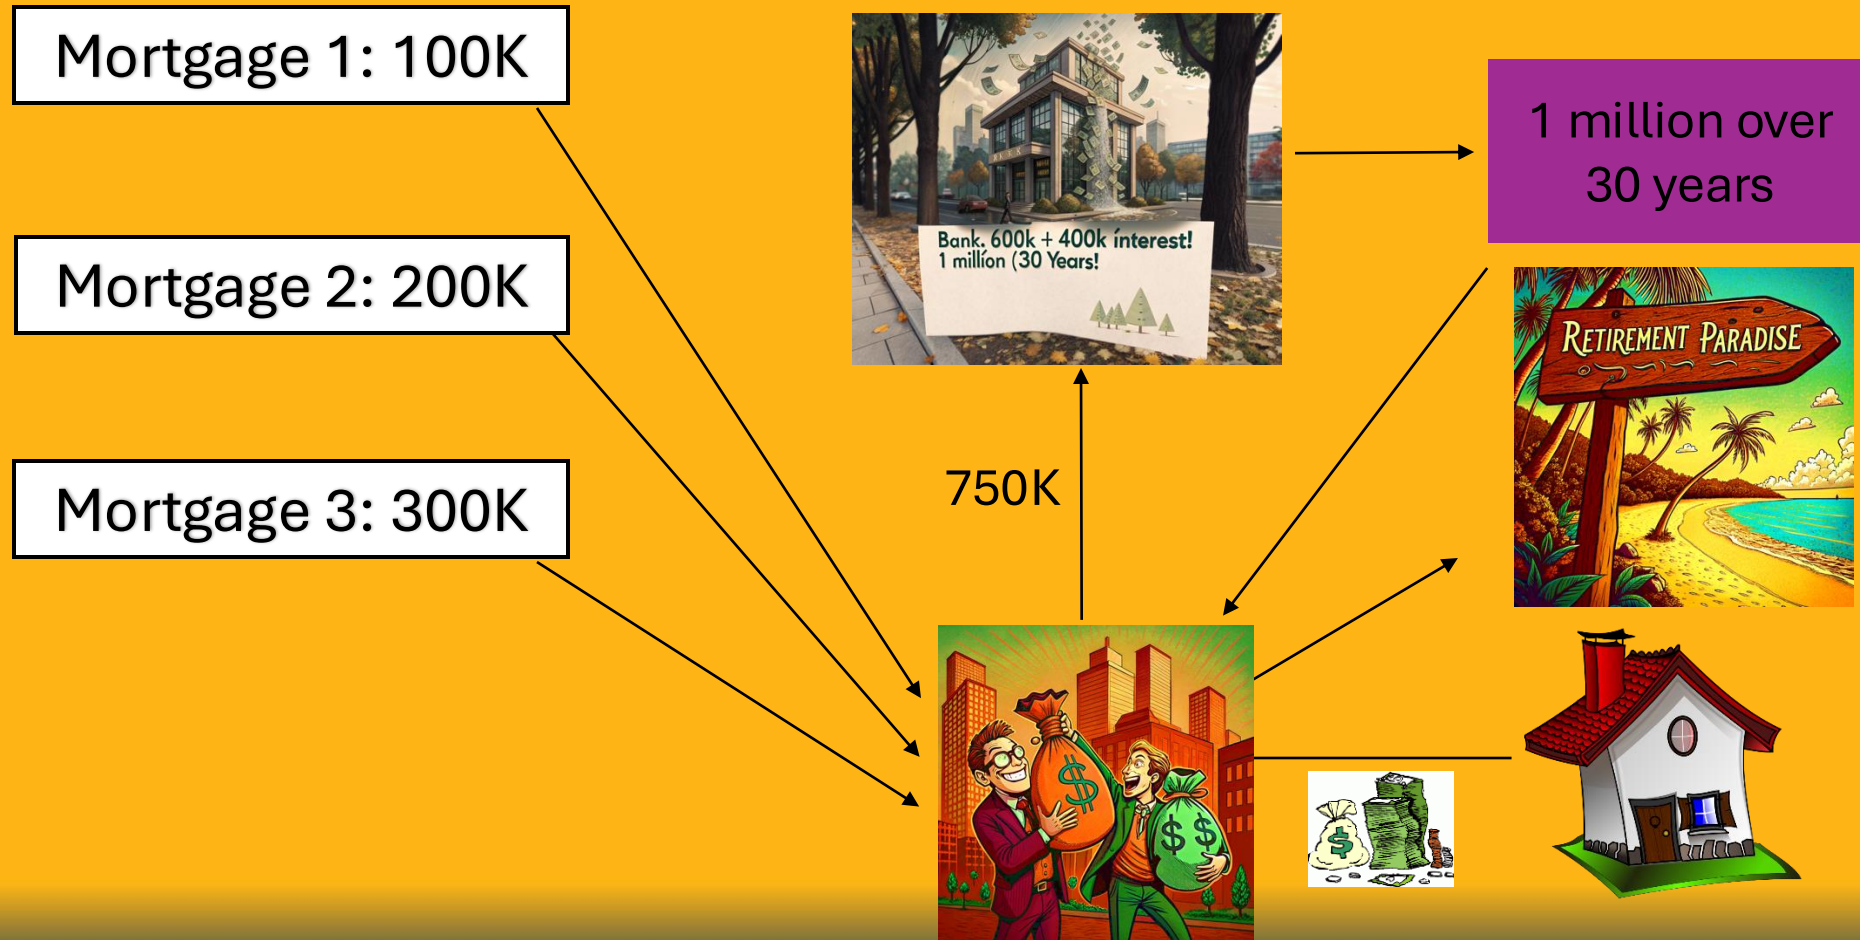 Mortgage 1: 100K
Mortgage 2: 200K
Mortgage 3: 300K
Bank. 600k + 400k interest!
1 million (30 Years!
1 million over
30 years
RETIREMENT PARADISE
750K
$
$ $
$